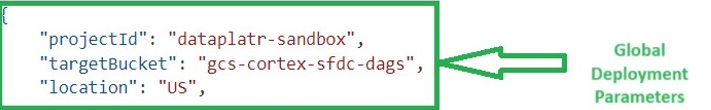 {
"projectId": "dataplatr-sandbox",
"targetBucket": "gcs-cortex-sfdc-dags",
"location": "US",
Global
Deployment
Parameters